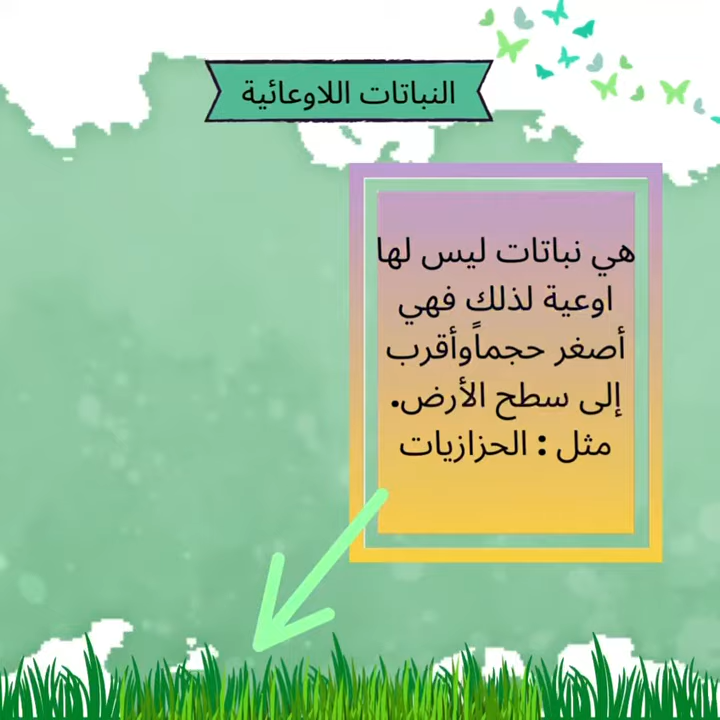 النباتات اللاوعائية
هي نباتات ليس لها
اوعية لذلك فهي
أصغر حجماًوأقرب
إلى سطح الأرض.
مثل : الحزازيات